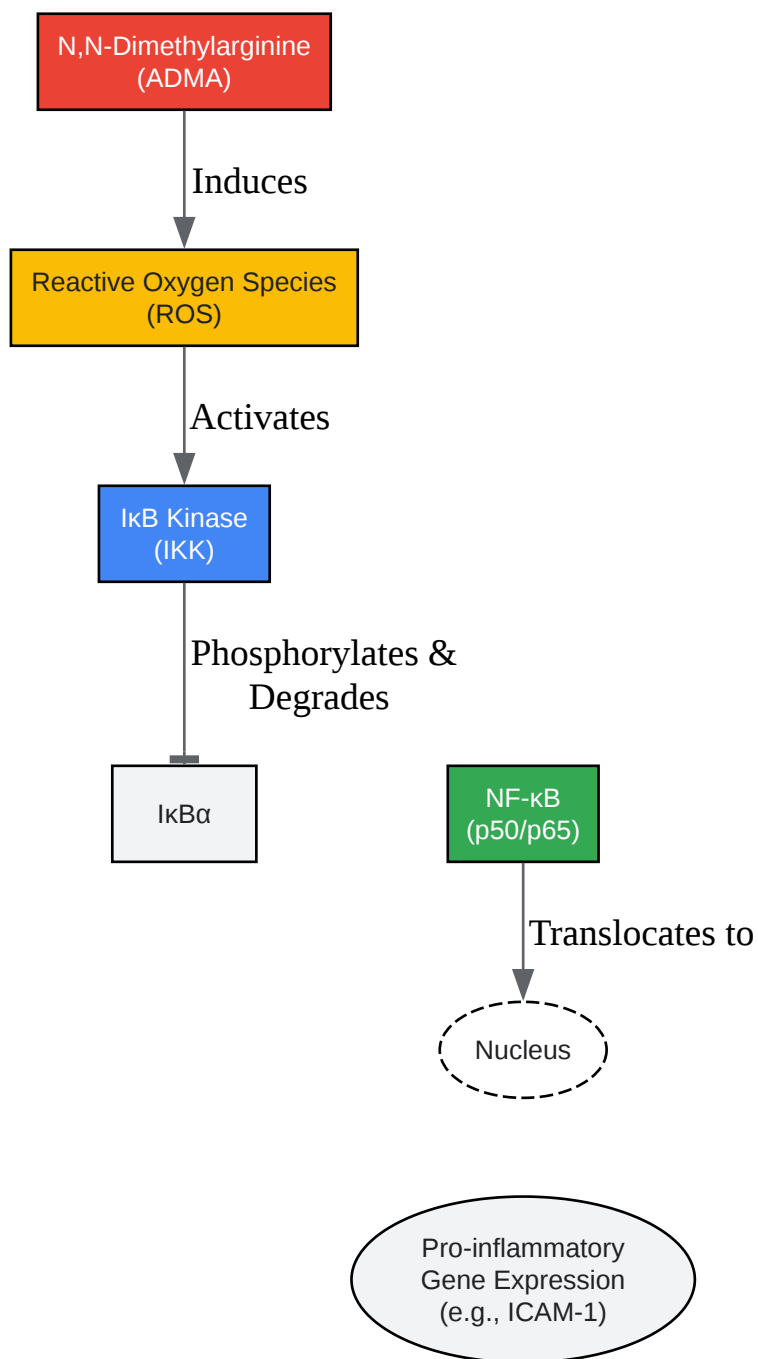 N,N-Dimethylarginine
(ADMA)
Induces
Reactive Oxygen Species
(ROS)
Activates
IκB Kinase
(IKK)
Phosphorylates &
Degrades
IκBα
NF-κB
(p50/p65)
Translocates to
Nucleus
Pro-inflammatory
Gene Expression
(e.g., ICAM-1)